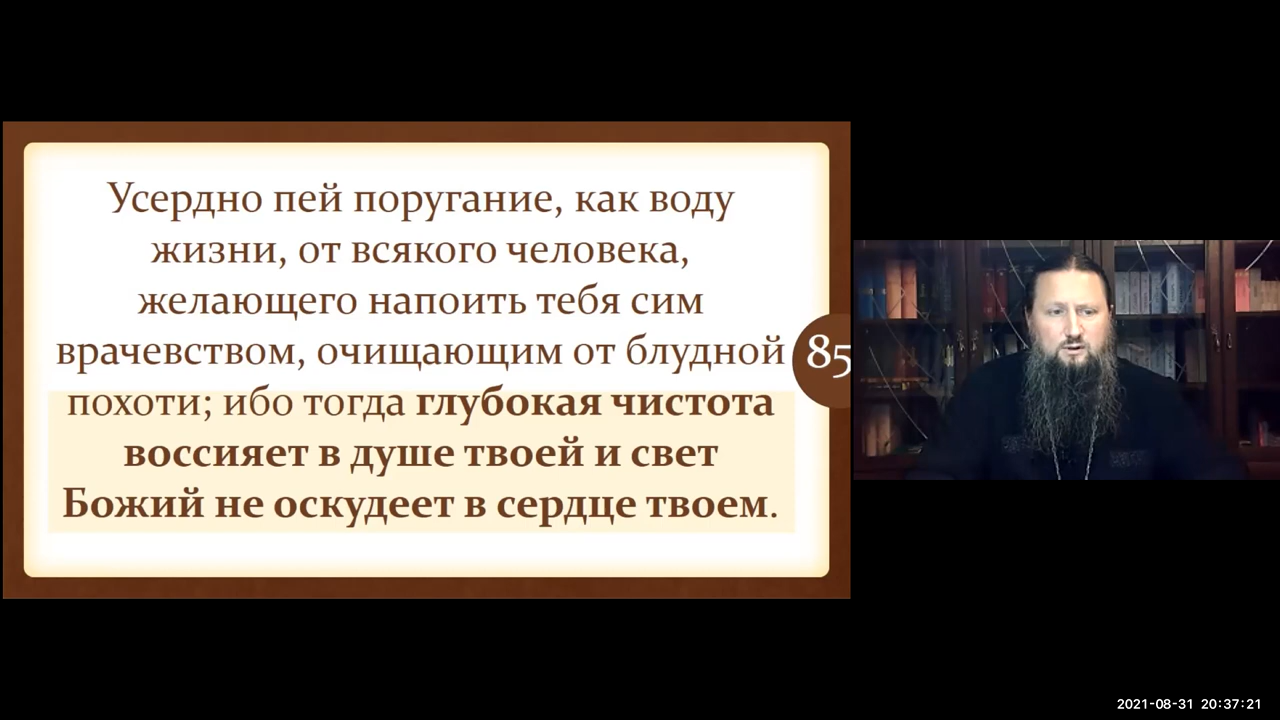 Усердно пей поругание, как воду
жизни, от всякого человека,
желающего напоить тебя сим
врачевством, очищающим от блудной
похоти; ибо тогда глубокая чистота
воссияет в душе твоей и свет
Божий не оскудеет в сердце твоем.
85
2021-08-31 20:37:21